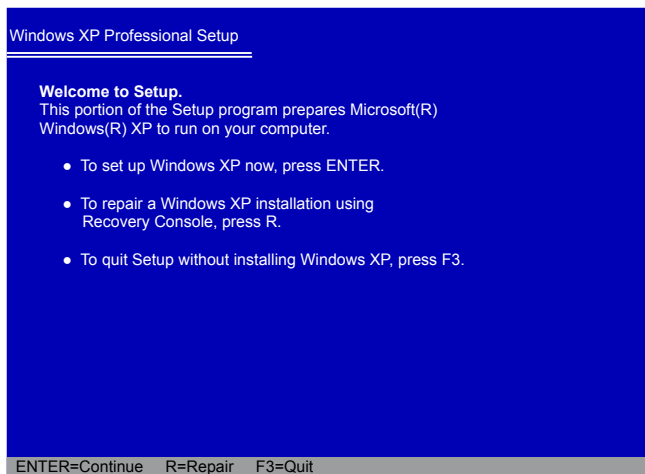 Windows XP Professional Setup
Welcome to Setup.
This portion of the Setup program prepares Microsoft(R)
Windows(R) XP to run on your computer.
● To set up Windows XP now, press ENTER.
● To repair a Windows XP installation using
Recovery Console, press R.
● To quit Setup without installing Windows XP, press F3.
ENTER=Continue R=Repair F3=Quit